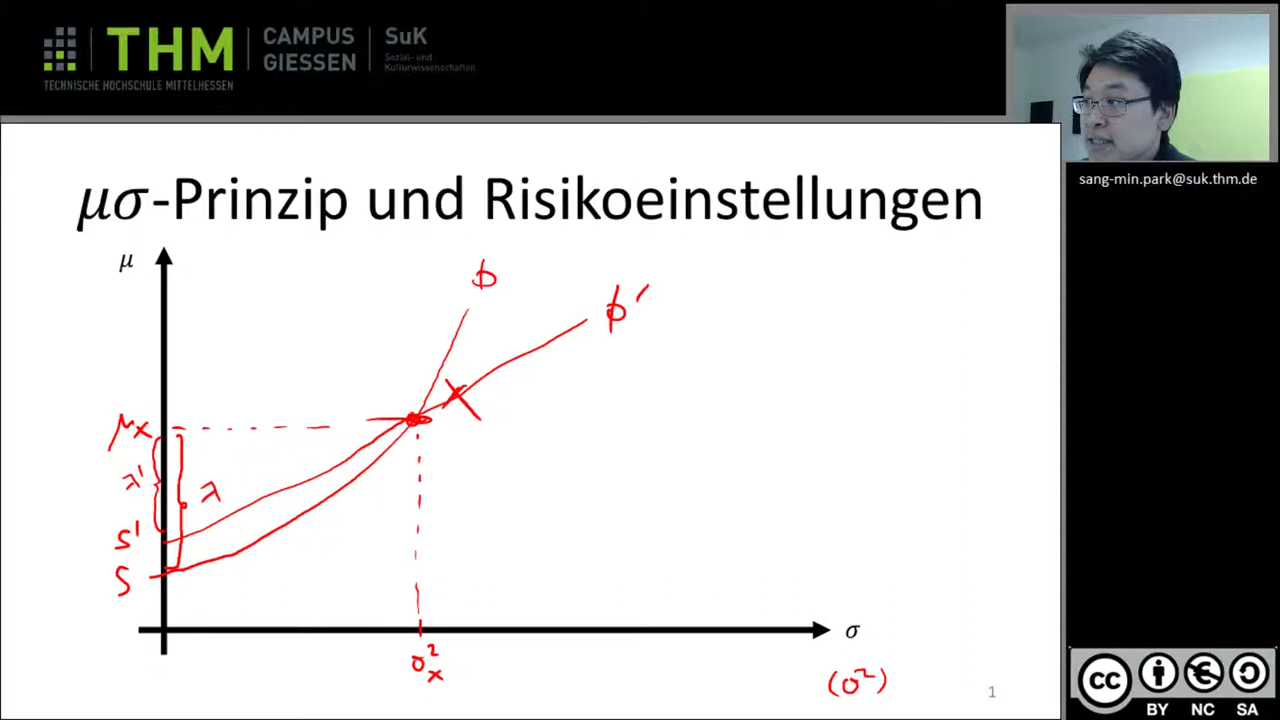 THM
CAMPUS
GIESSEN
SuK
Sozial- und
Kulturwissenschaften
TECHNISCHE HOCHSCHULE MITTELHESSEN
sang-min.park@suk.thm.de
μσ-Prinzip und Risikoeinstellungen
μ
ϕ
ϕ'
μx
λ'
λ
S'
S
σ
σ²x
(σ²)
1
cc
BY NC SA